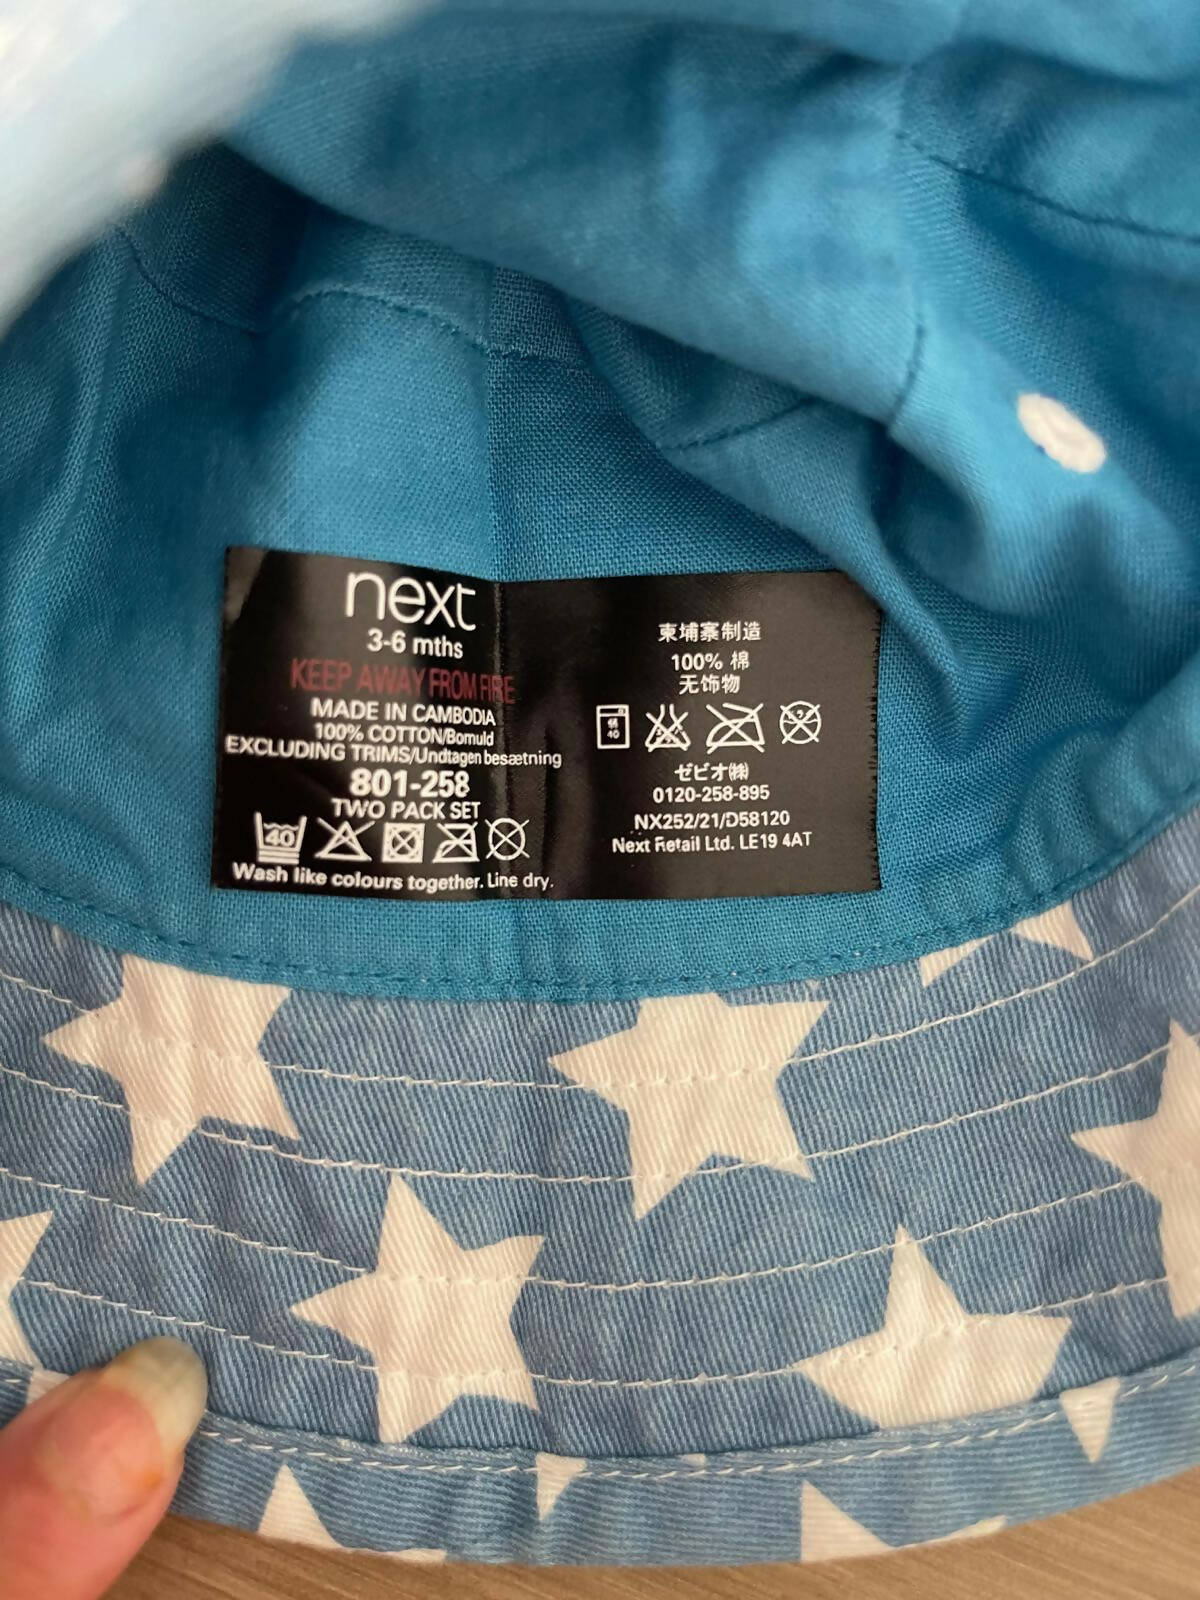 next
3-6 mths
KEEP AWAY FROM FIRE
MADE IN CAMBODIA
100% COTTON/Bomuld
EXCLUDING TRIMS/Undtagen besætning
801-258
TWO PACK SET
40
Wash like colours together. Line dry.
柬埔寨制造
100% 棉
无饰物
40
ゼビオ㈱
0120-258-895
NX252/21/D58120
Next Retail Ltd. LE19 4AT